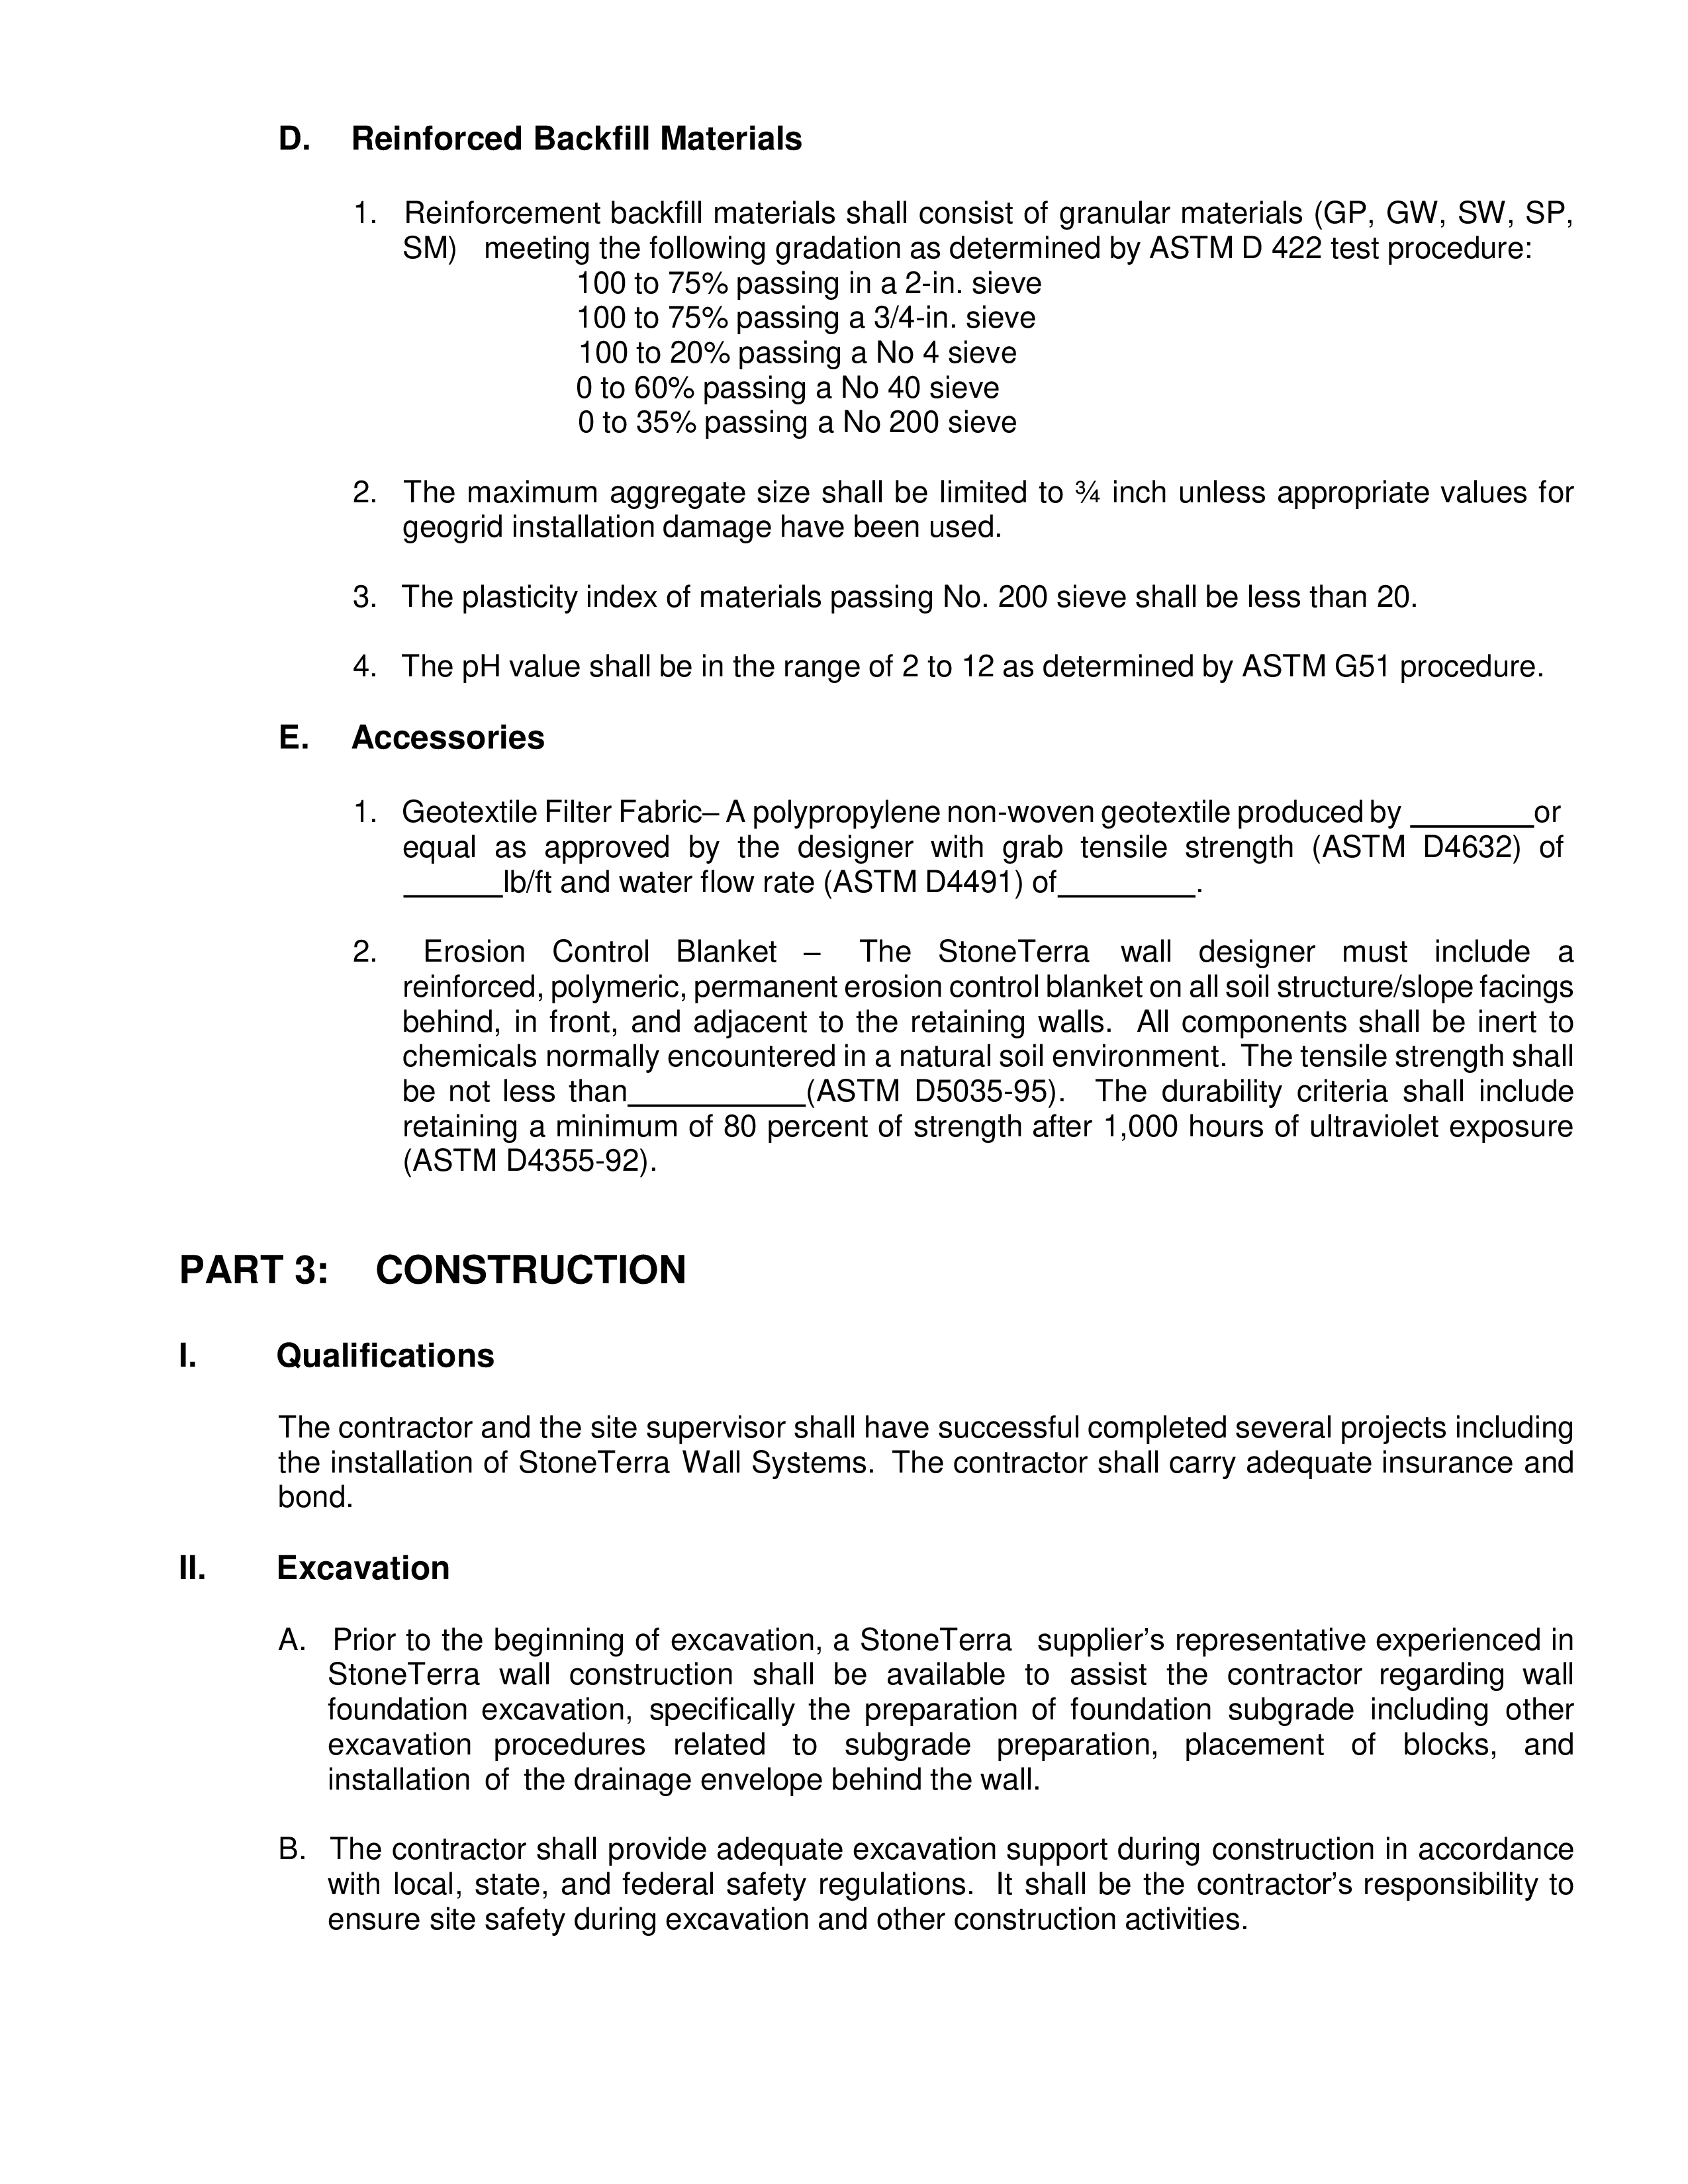 D. Reinforced Backfill Materials
1. Reinforcement backfill materials shall consist of granular materials (GP, GW, SW, SP,
SM) meeting the following gradation as determined by ASTM D 422 test procedure:
100 to 75% passing in a 2-in. sieve
100 to 75% passing a 3/4-in. sieve
100 to 20% passing a No 4 sieve
0 to 60% passing a No 40 sieve
0 to 35% passing a No 200 sieve
2. The maximum aggregate size shall be limited to ¾ inch unless appropriate values for
geogrid installation damage have been used.
3. The plasticity index of materials passing No. 200 sieve shall be less than 20.
4. The pH value shall be in the range of 2 to 12 as determined by ASTM G51 procedure.
E. Accessories
1. Geotextile Filter Fabric– A polypropylene non-woven geotextile produced by ________or
equal as approved by the designer with grab tensile strength (ASTM D4632) of
______lb/ft and water flow rate (ASTM D4491) of_________.
2. Erosion Control Blanket – The StoneTerra wall designer must include a
reinforced, polymeric, permanent erosion control blanket on all soil structure/slope facings
behind, in front, and adjacent to the retaining walls. All components shall be inert to
chemicals normally encountered in a natural soil environment. The tensile strength shall
be not less than___________(ASTM D5035-95). The durability criteria shall include
retaining a minimum of 80 percent of strength after 1,000 hours of ultraviolet exposure
(ASTM D4355-92).
PART 3: CONSTRUCTION
I. Qualifications
The contractor and the site supervisor shall have successful completed several projects including
the installation of StoneTerra Wall Systems. The contractor shall carry adequate insurance and
bond.
II. Excavation
A. Prior to the beginning of excavation, a StoneTerra supplier’s representative experienced in
StoneTerra wall construction shall be available to assist the contractor regarding wall
foundation excavation, specifically the preparation of foundation subgrade including other
excavation procedures related to subgrade preparation, placement of blocks, and
installation of the drainage envelope behind the wall.
B. The contractor shall provide adequate excavation support during construction in accordance
with local, state, and federal safety regulations. It shall be the contractor’s responsibility to
ensure site safety during excavation and other construction activities.